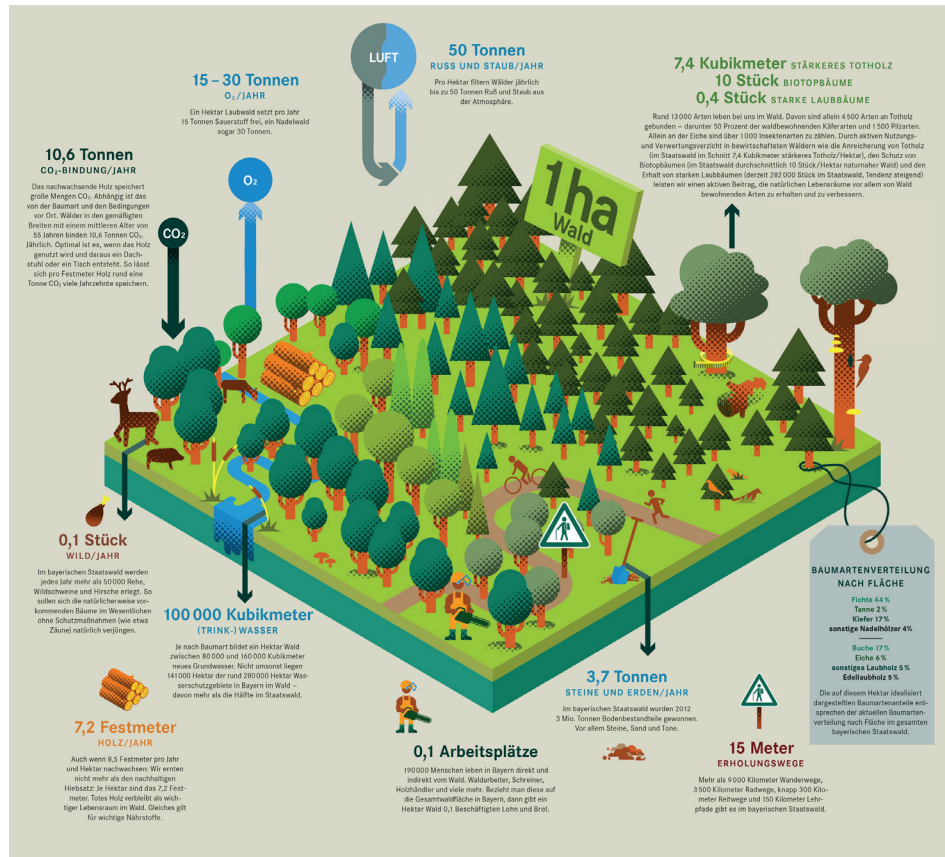 LUFT
50 Tonnen
RUSS UND STAUB/JAHR
Pro Hektar filtern Wälder jährlich
bis zu 50 Tonnen Ruß und Staub aus
der Atmosphäre.
7,4 Kubikmeter STÄRKERES TOTHOLZ
10 Stück BIOTOPBÄUME
0,4 Stück STARKE LAUBBÄUME
Rund 13 000 Arten leben bei uns im Wald. Davon sind allein 4 500 Arten an Totholz
gebunden – darunter 50 Prozent der waldbewohnenden Käferarten und 1 500 Pilzarten.
Allein an der Eiche sind über 1 000 Insektenarten zu zählen. Durch aktiven Nutzungs-
und Verwertungsverzicht in bewirtschafteten Wäldern wie die Anreicherung von Totholz
(im Staatswald im Schnitt 7,4 Kubikmeter stärkeres Totholz/Hektar), den Schutz von
Biotopbäumen (im Staatswald durchschnittlich 10 Stück/Hektar naturnaher Wald) und den
Erhalt von starken Laubbäumen (derzeit 282 000 Stück im Staatswald, Tendenz steigend)
leisten wir einen aktiven Beitrag, die natürlichen Lebensräume vor allem von Wald
bewohnenden Arten zu erhalten und zu verbessern.
15 – 30 Tonnen
O₂/JAHR
Ein Hektar Laubwald setzt pro Jahr
15 Tonnen Sauerstoff frei, ein Nadelwald
sogar 30 Tonnen.
10,6 Tonnen
CO₂-BINDUNG/JAHR
Das nachwachsende Holz speichert
große Mengen CO₂. Abhängig ist das
von der Baumart und den Bedingungen
vor Ort. Wälder in den gemäßigten
Breiten mit einem mittleren Alter von
55 Jahren binden 10,6 Tonnen CO₂
jährlich. Optimal ist es, wenn das Holz
genutzt wird und daraus ein Dach-
stuhl oder ein Tisch entsteht. So lässt
sich pro Festmeter Holz rund eine
Tonne CO₂ viele Jahrzehnte speichern.
O₂
CO₂
1 ha
Wald
0,1 Stück
WILD/JAHR
Im bayerischen Staatswald werden
jedes Jahr mehr als 50 000 Rehe,
Wildschweine und Hirsche erlegt. So
sollen sich die natürlicherweise vor-
kommenden Bäume im Wesentlichen
ohne Schutzmaßnahmen (wie etwa
Zäune) natürlich verjüngen.
100 000 Kubikmeter
(TRINK-) WASSER
Je nach Baumart bildet ein Hektar Wald
zwischen 80 000 und 160 000 Kubikmeter
neues Grundwasser. Nicht umsonst liegen
141 000 Hektar der rund 280 000 Hektar Was-
serschutzgebiete in Bayern im Wald –
davon mehr als die Hälfte im Staatswald.
BAUMARTENVERTEILUNG
NACH FLÄCHE
Fichte 44 %
Tanne 2 %
Kiefer 17 %
sonstige Nadelhölzer 4 %
Buche 17 %
Eiche 6 %
sonstiges Laubholz 5 %
Edellaubholz 5 %
Die auf diesem Hektar idealisiert
dargestellten Baumartenanteile ent-
sprechen der aktuellen Baumarten-
verteilung nach Fläche im gesamten
bayerischen Staatswald.
3,7 Tonnen
STEINE UND ERDEN/JAHR
Im bayerischen Staatswald wurden 2012
3 Mio. Tonnen Bodenbestandteile gewonnen.
Vor allem Steine, Sand und Tone.
7,2 Festmeter
HOLZ/JAHR
Auch wenn 8,5 Festmeter pro Jahr
und Hektar nachwachsen: Wir ernten
nicht mehr als den nachhaltigen
Hiebsatz: Je Hektar sind das 7,2 Fest-
meter. Totes Holz verbleibt als wich-
tiger Lebensraum im Wald. Gleiches gilt
für wichtige Nährstoffe.
0,1 Arbeitsplätze
190 000 Menschen leben in Bayern direkt und
indirekt vom Wald. Waldarbeiter, Schreiner,
Holzhändler und viele mehr. Bezieht man diese auf
die Gesamtwaldfläche in Bayern, dann gibt ein
Hektar Wald 0,1 Beschäftigten Lohn und Brot.
15 Meter
ERHOLUNGSWEGE
Mehr als 9 000 Kilometer Wanderwege,
3 500 Kilometer Radwege, knapp 300 Kilo-
meter Reitwege und 150 Kilometer Lehr-
pfade gibt es im bayerischen Staatswald.